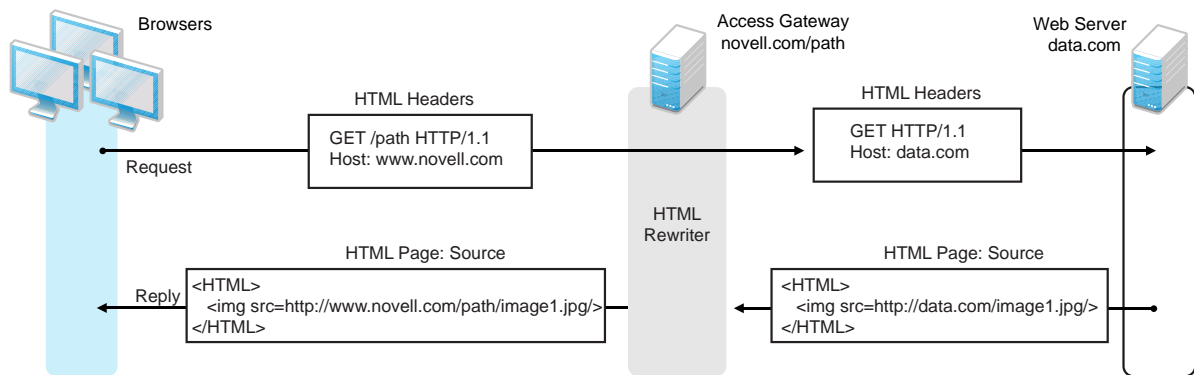 Browsers
Access Gateway
novell.com/path
Web Server
data.com
HTML Headers
GET /path HTTP/1.1
Host: www.novell.com
Request
HTML Headers
GET HTTP/1.1
Host: data.com
HTML
Rewriter
HTML Page: Source
Reply
<HTML>
<img src=http://www.novell.com/path/image1.jpg/>
</HTML>
HTML Page: Source
<HTML>
<img src=http://data.com/image1.jpg/>
</HTML>